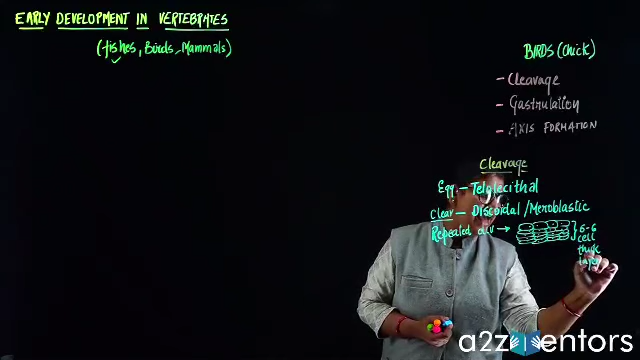 EARLY DEVELOPMENT IN VERTEBRATES
(fishes, Birds, Mammals)
BIRDS (Chick)
- Cleavage
- Gastrulation
- AXIS FORMATION
Cleavage
Egg - Telolecithal
Cleav - Discoidal / Meroblastic
Repeated div → } 5-6
cell
thick
laye
a2zmentors